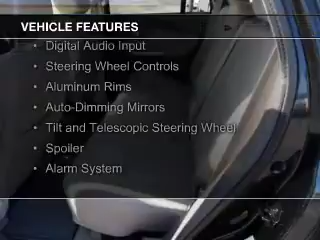 VEHICLE FEATURES
• Digital Audio Input
• Steering Wheel Controls
• Aluminum Rims
• Auto-Dimming Mirrors
• Tilt and Telescopic Steering Wheel
• Spoiler
• Alarm System